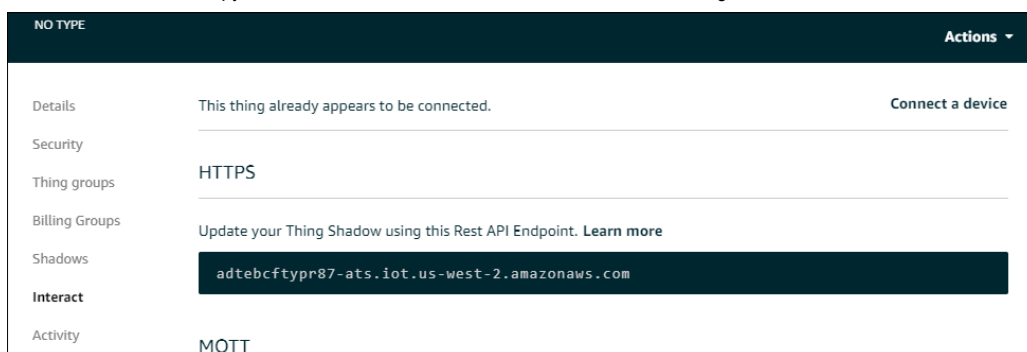 NO TYPE
Actions
Details
This thing already appears to be connected.
Connect a device
Security
HTTPS
Thing groups
Billing Groups
Update your Thing Shadow using this Rest API Endpoint. Learn more
Shadows
adtebcftypr87-ats.iot.us-west-2.amazonaws.com
Interact
Activity
MQTT